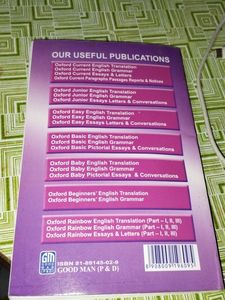 OUR USEFUL PUBLICATIONS
Oxford Current English Translation
Oxford Current English Grammar
Oxford Current Essays & Letters
Oxford Current Paragraphs Passages Reports & Notices
Oxford Junior English Translation
Oxford Junior English Grammar
Oxford Junior Essays Letters & Conversations
Oxford Easy English Translation
Oxford Easy English Grammar
Oxford Easy Essays Letters & Conversations
Oxford Basic English Translation
Oxford Basic English Grammar
Oxford Basic Pictorial Essays & Conversations
Oxford Baby English Translation
Oxford Baby English Grammar
Oxford Baby Pictorial Essays & Conversations
Oxford Beginners' English Translation
Oxford Beginners' English Grammar
Oxford Rainbow English Translation (Part – I, II, III)
Oxford Rainbow English Grammar (Part – I, II, III)
Oxford Rainbow Essays & Letters (Part – I, II, III)
ISBN 81-89145-02-9
GOOD MAN (P & D)